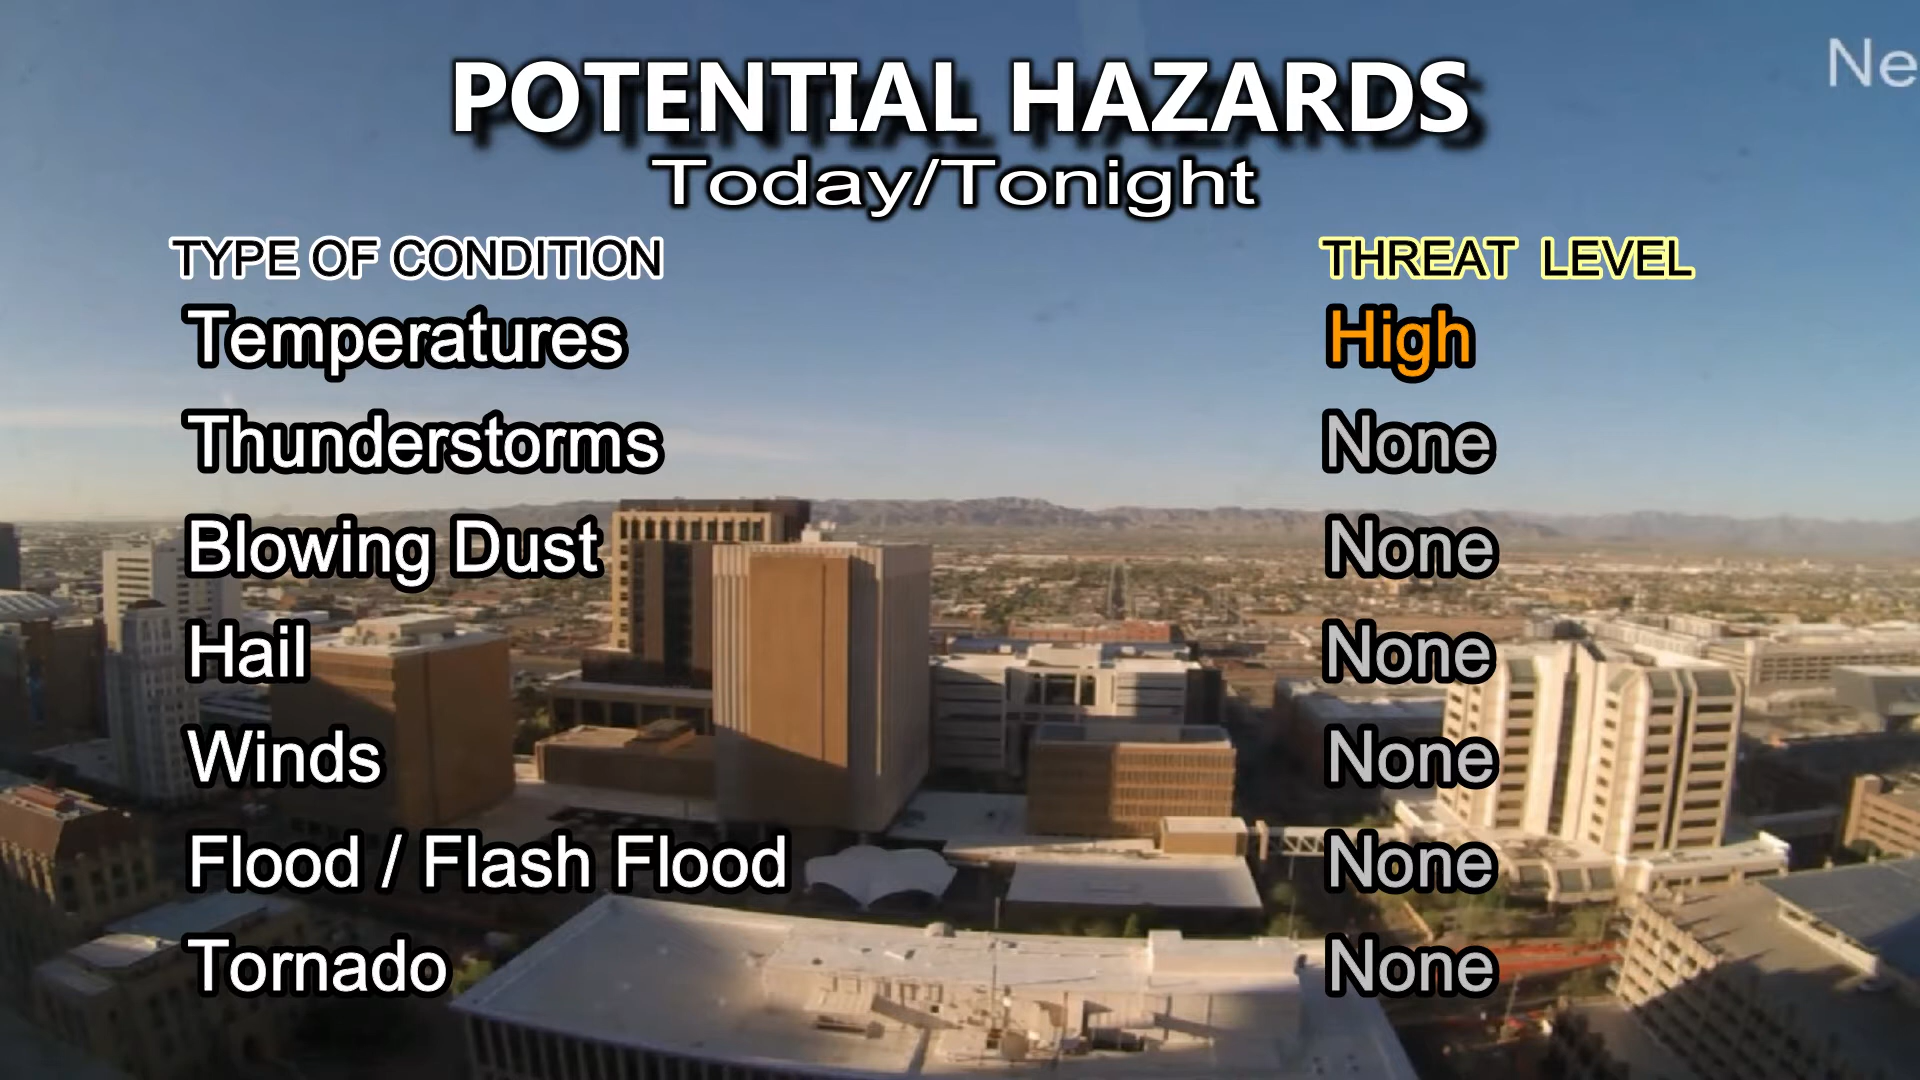 Ne
POTENTIAL HAZARDS
Today/Tonight
TYPE OF CONDITION THREAT LEVEL
Temperatures High
Thunderstorms None
Blowing Dust None
Hail None
Winds None
Flood / Flash Flood None
Tornado None